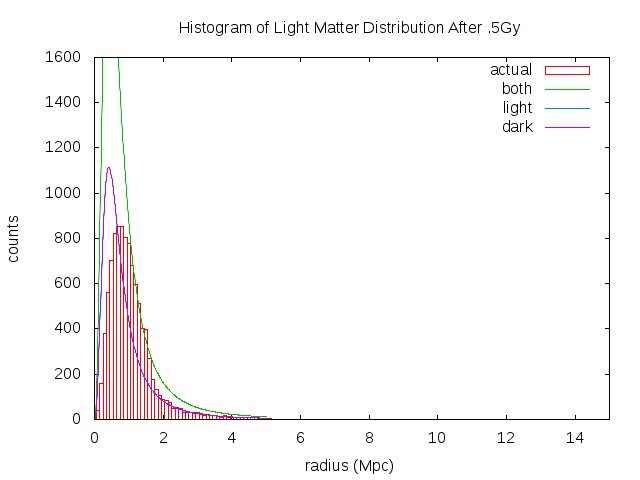 Histogram of Light Matter Distribution After .5Gy
1600
1400
1200
1000
800
600
400
200
0
counts
actual
both
light
dark
0 2 4 6 8 10 12 14
radius (Mpc)